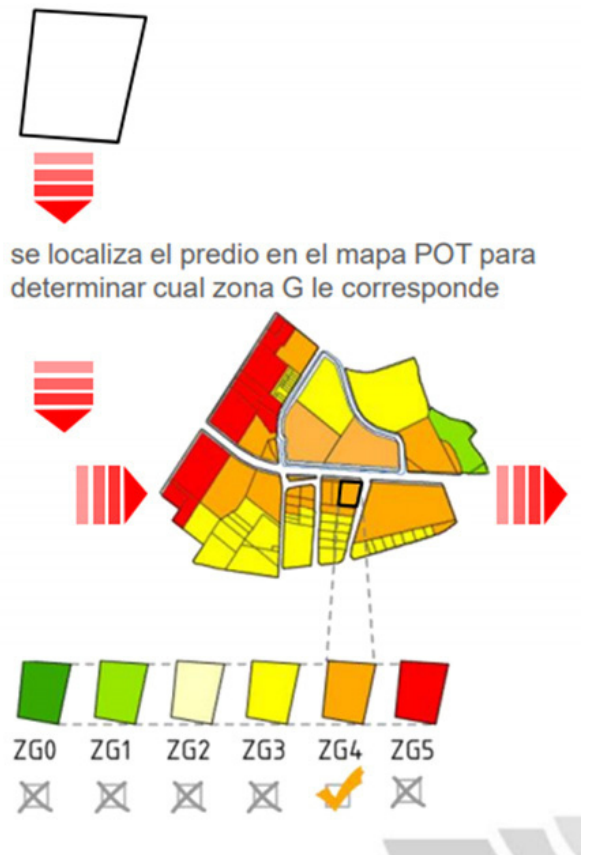 se localiza el predio en el mapa POT para
determinar cual zona G le corresponde
ZG0 ZG1 ZG2 ZG3 ZG4 ZG5